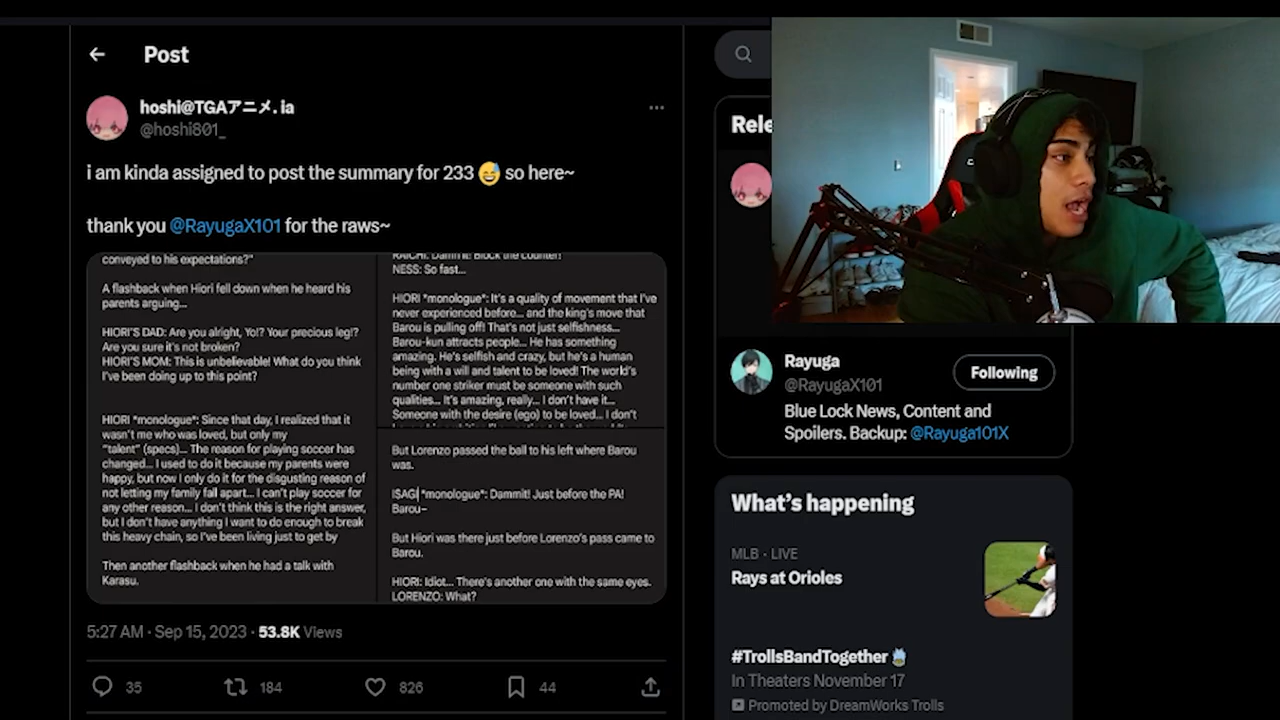 Post
hoshi@TGAアニメ. ia
@hoshi801_
i am kinda assigned to post the summary for 233 😅 so here~
thank you @RayugaX101 for the raws~
conveyed to his expectations?"
A flashback when Hiori fell down when he heard his
parents arguing...
HIORI'S DAD: Are you alright, Yo!? Your precious leg!?
Are you sure it's not broken?
HIORI'S MOM: This is unbelievable! What do you think
I've been doing up to this point?
HIORI *monologue*: Since that day, I realized that it
wasn't me who was loved, but only my
"talent" (specs)... The reason for playing soccer has
changed... I used to do it because my parents were
happy, but now I only do it for the disgusting reason of
not letting my family fall apart... I can't play soccer for
any other reason... I don't think this is the right answer,
but I don't have anything I want to do enough to break
this heavy chain, so I've been living just to get by
Then another flashback when he had a talk with
Karasu.
RAICHI: Damn it! Block the counter!
NESS: So fast...
HIORI *monologue*: It's a quality of movement that I've
never experienced before... and the king's move that
Barou is pulling off! That's not just selfishness...
Barou-kun attracts people... He has something
amazing. He's selfish and crazy, but he's a human
being with a will and talent to be loved! The world's
number one striker must be someone with such
qualities... It's amazing, really... I don't have it...
Someone with the desire (ego) to be loved... I don't
But Lorenzo passed the ball to his left where Barou
was.
ISAGI *monologue*: Dammit! Just before the PA!
Barou–
But Hiori was there just before Lorenzo's pass came to
Barou.
HIORI: Idiot... There's another one with the same eyes.
LORENZO: What?
5:27 AM · Sep 15, 2023 · 53.8K Views
35 184 826 44
Rele
Rayuga
@RayugaX101
Following
Blue Lock News, Content and
Spoilers. Backup: @Rayuga101X
What's happening
MLB · LIVE
Rays at Orioles
#TrollsBandTogether
In Theaters November 17
Promoted by DreamWorks Trolls